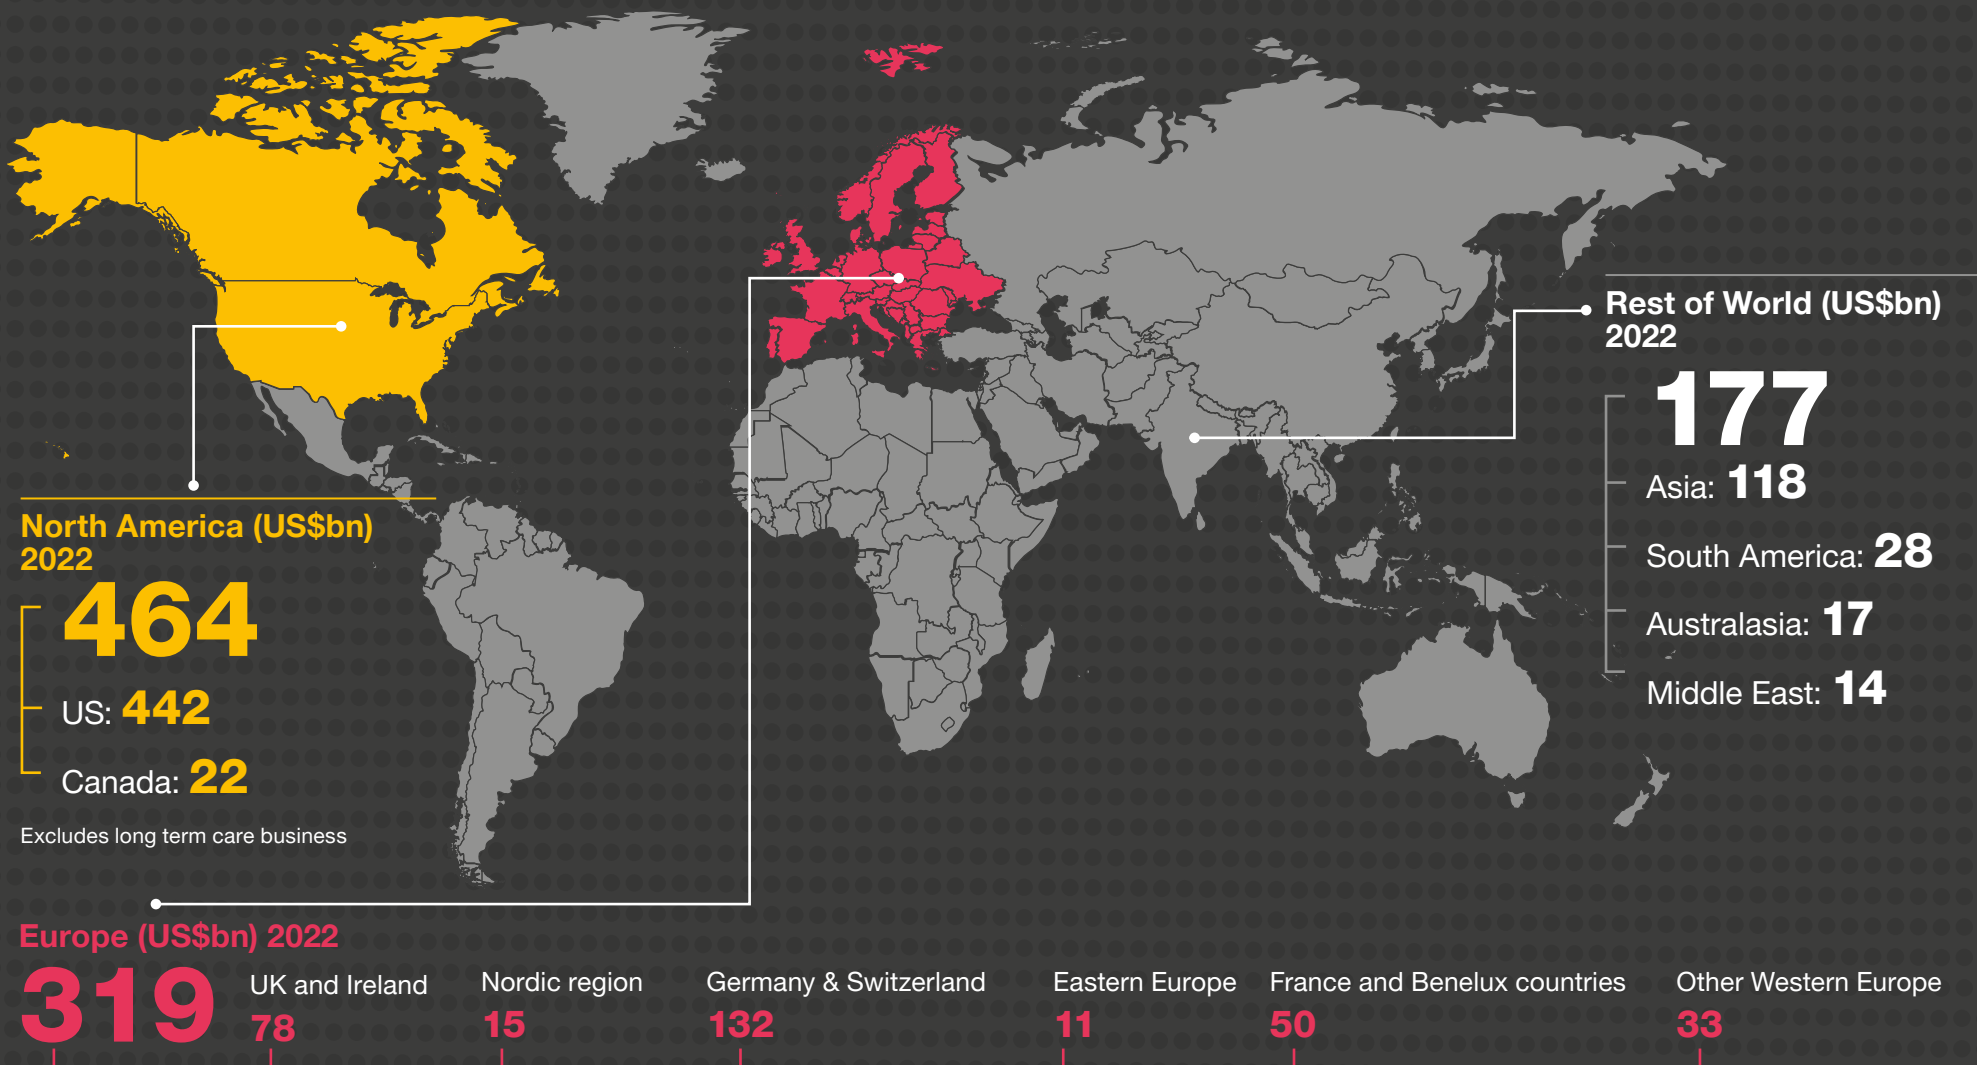 North America (US$bn)
2022
464
US: 442
Canada: 22
Excludes long term care business
Rest of World (US$bn)
2022
177
Asia: 118
South America: 28
Australasia: 17
Middle East: 14
Europe (US$bn) 2022
319
UK and Ireland
78
Nordic region
15
Germany & Switzerland
132
Eastern Europe
11
France and Benelux countries
50
Other Western Europe
33